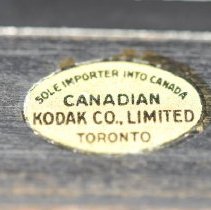 SOLE IMPORTER INTO CANADA
CANADIAN
KODAK CO., LIMITED
TORONTO